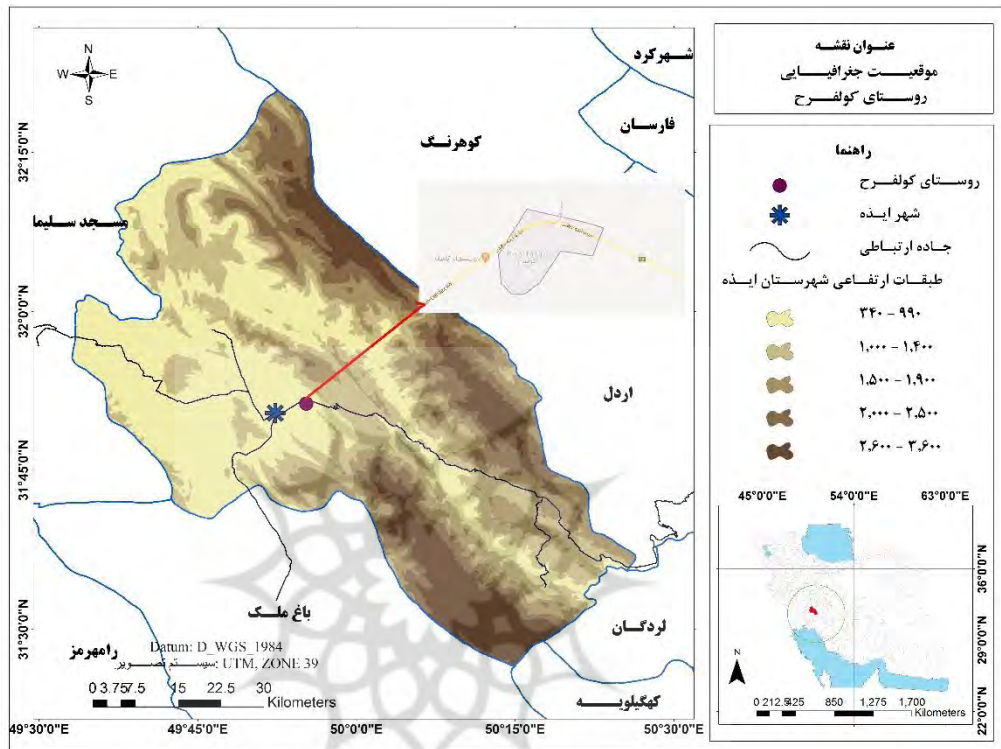 عنوان نقشه
موقعیت جغرافیایی
روستای کولفرح
راهنما
روستای کولفرح
شهر ایذه
جاده ارتباطی
طبقات ارتفاعی شهرستان ایذه
۳۴۰ - ۹۹۰
۱,۰۰۰ - ۱,۴۰۰
۱,۵۰۰ - ۱,۹۰۰
۲,۰۰۰ - ۲,۵۰۰
۲,۶۰۰ - ۳,۶۰۰
N
W E
S
شهرکرد
فارسان
کوهرنگ
مسجد سلیما
اردل
لردگان
کهگیلویه
باغ ملک
رامهرمز
Datum: D_WGS_1984
سیستم تصویر: UTM, ZONE 39
0 3.75 7.5 15 22.5 30
Kilometers
32°15'0"N
32°0'0"N
31°45'0"N
31°30'0"N
49°30'0"E 49°45'0"E 50°0'0"E 50°15'0"E 50°30'0"E
45°0'0"E 54°0'0"E 63°0'0"E
36°0'0"N
29°0'0"N
22°0'0"N
N
0 212.5 425 850 1,275 1,700
Kilometers